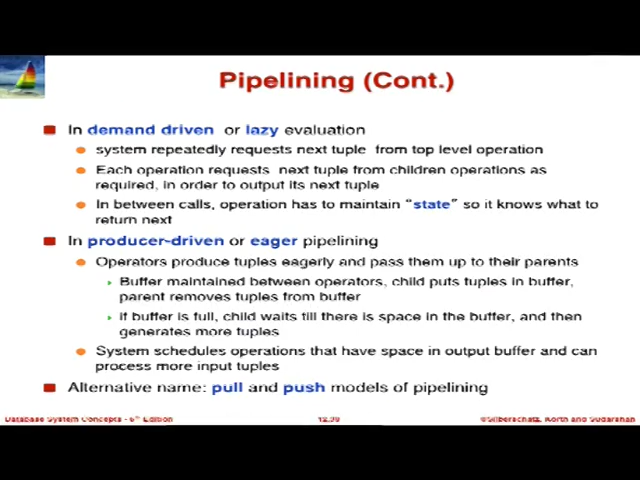 Pipelining (Cont.)
In demand driven or lazy evaluation
system repeatedly requests next tuple from top level operation
Each operation requests next tuple from children operations as
required, in order to output its next tuple
In between calls, operation has to maintain “state” so it knows what to
return next
In producer-driven or eager pipelining
Operators produce tuples eagerly and pass them up to their parents
Buffer maintained between operators, child puts tuples in buffer,
parent removes tuples from buffer
if buffer is full, child waits till there is space in the buffer, and then
generates more tuples
System schedules operations that have space in output buffer and can
process more input tuples
Alternative name: pull and push models of pipelining
Database System Concepts - 6th Edition
©Silberschatz, Korth and Sudarshan